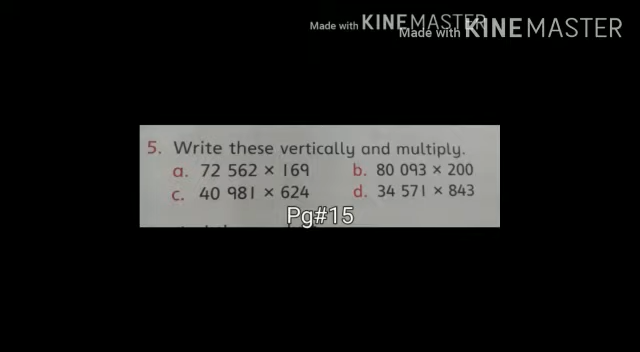 Made with KINEMASTER
Made with KINEMASTER
5. Write these vertically and multiply.
a. 72 562 × 169 b. 80 093 × 200
c. 40 981 × 624 d. 34 571 × 843
Pg#15